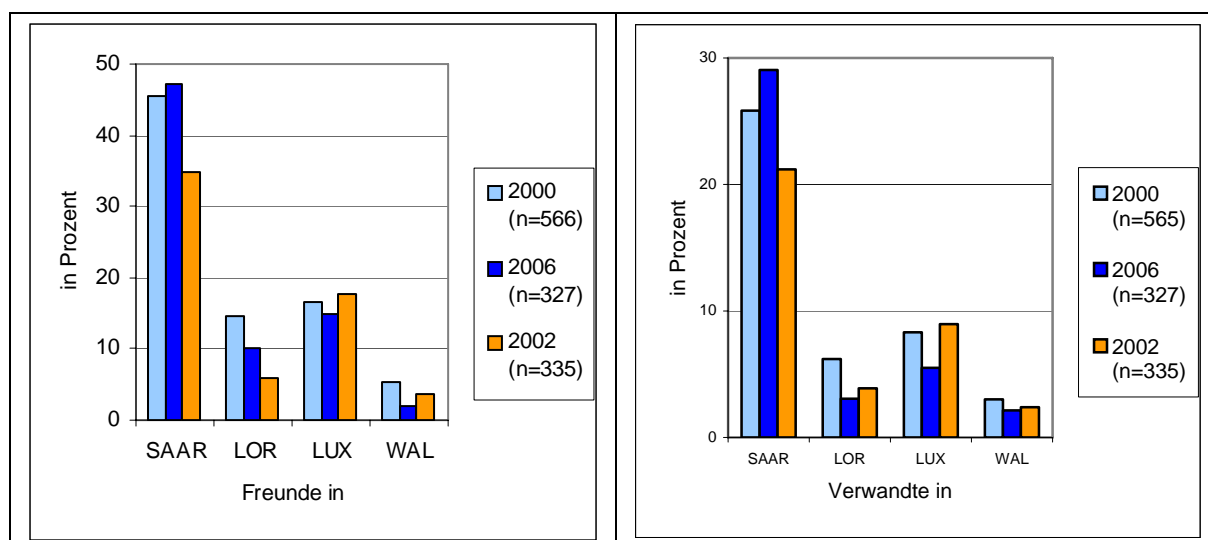 50
40
30
20
10
0
in Prozent
SAAR LOR LUX WAL
Freunde in
2000
(n=566)
2006
(n=327)
2002
(n=335)
30
20
10
0
in Prozent
SAAR LOR LUX WAL
Verwandte in
2000
(n=565)
2006
(n=327)
2002
(n=335)